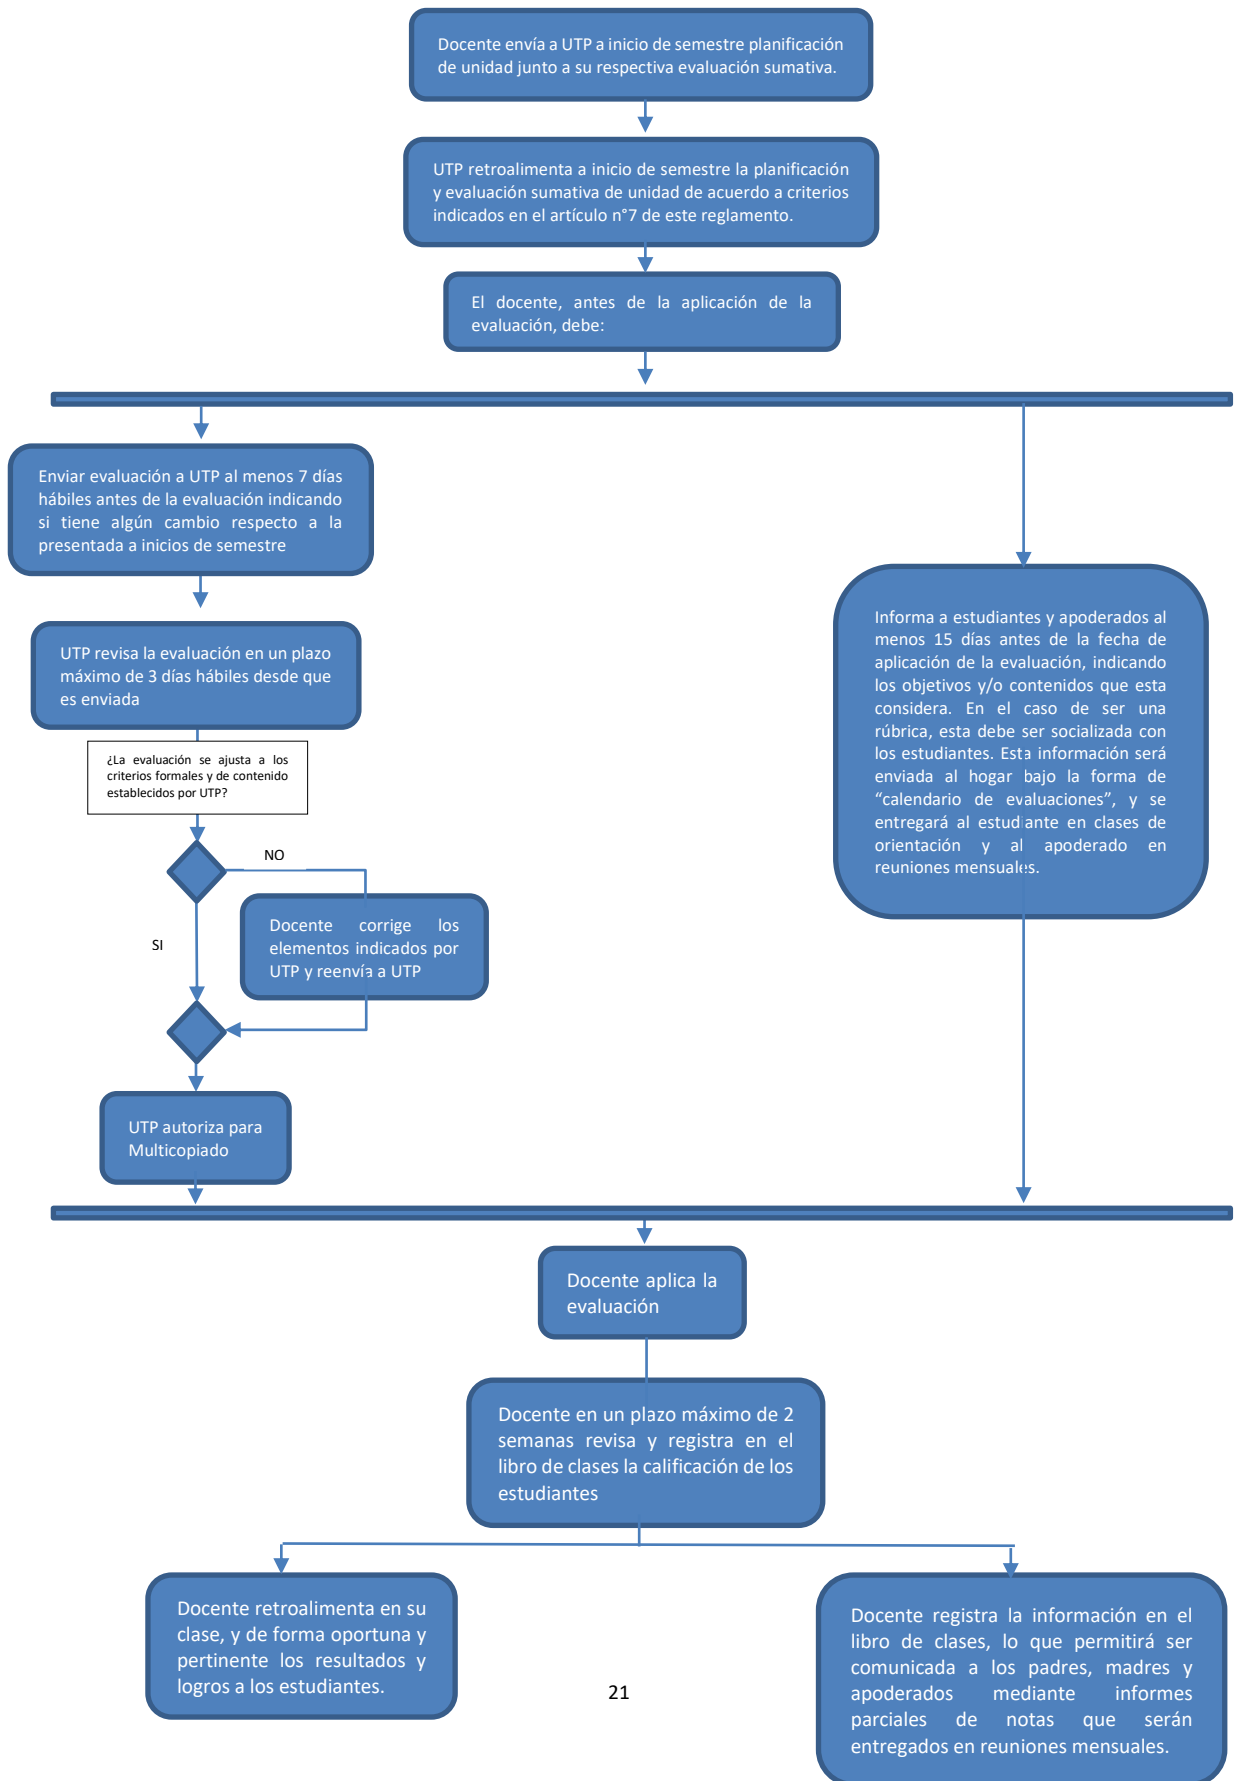 Docente envía a UTP a inicio de semestre planificación
de unidad junto a su respectiva evaluación sumativa.
UTP retroalimenta a inicio de semestre la planificación
y evaluación sumativa de unidad de acuerdo a criterios
indicados en el artículo n°7 de este reglamento.
El docente, antes de la aplicación de la
evaluación, debe:
Enviar evaluación a UTP al menos 7 días
hábiles antes de la evaluación indicando
si tiene algún cambio respecto a la
presentada a inicios de semestre
UTP revisa la evaluación en un plazo
máximo de 3 días hábiles desde que
es enviada
¿La evaluación se ajusta a los
criterios formales y de contenido
establecidos por UTP?
NO
Docente corrige los
elementos indicados por
UTP y reenvía a UTP
SI
UTP autoriza para
Multicopiado
Informa a estudiantes y apoderados al
menos 15 días antes de la fecha de
aplicación de la evaluación, indicando
los objetivos y/o contenidos que esta
considera. En el caso de ser una
rúbrica, esta debe ser socializada con
los estudiantes. Esta información será
enviada al hogar bajo la forma de
“calendario de evaluaciones”, y se
entregará al estudiante en clases de
orientación y al apoderado en
reuniones mensuales.
Docente aplica la
evaluación
Docente en un plazo máximo de 2
semanas revisa y registra en el
libro de clases la calificación de los
estudiantes
Docente retroalimenta en su
clase, y de forma oportuna y
pertinente los resultados y
logros a los estudiantes.
Docente registra la información en el
libro de clases, lo que permitirá ser
comunicada a los padres, madres y
apoderados mediante informes
parciales de notas que serán
entregados en reuniones mensuales.
21